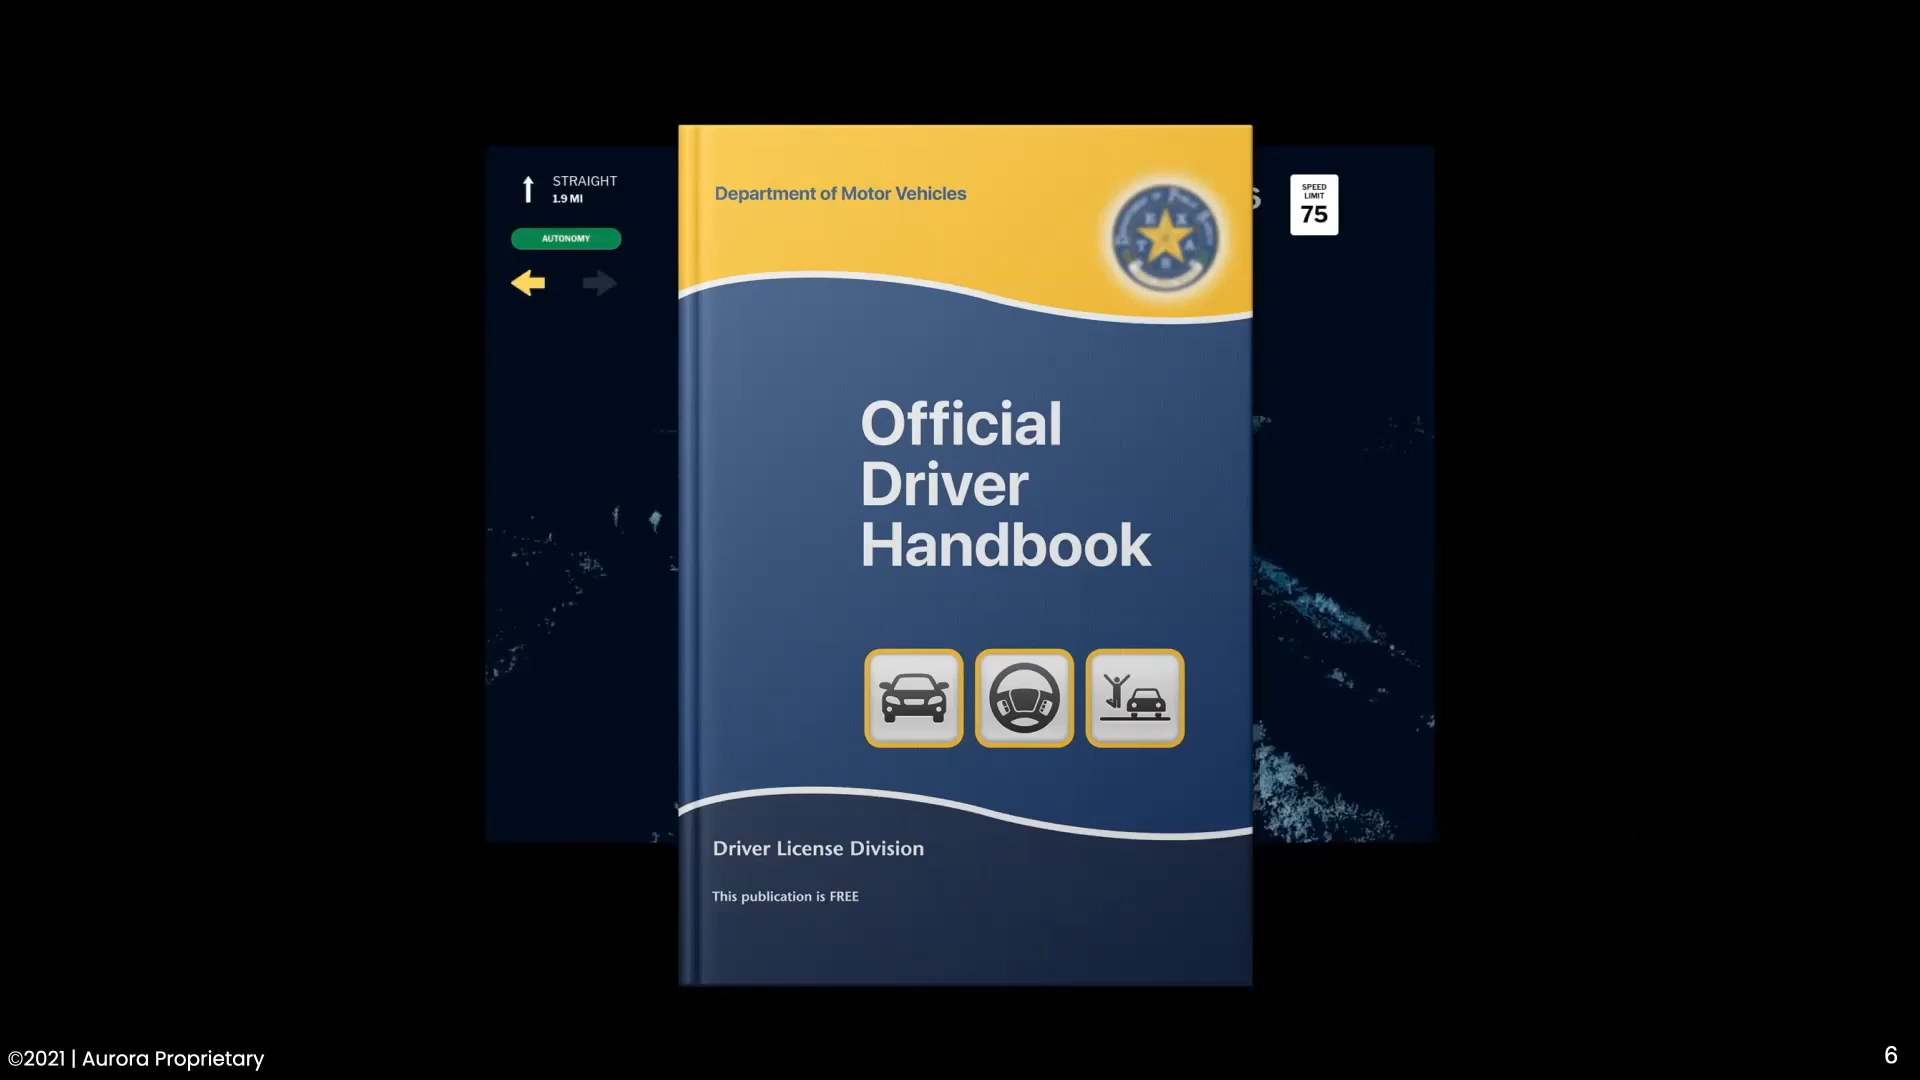 STRAIGHT
1.9 MI
AUTONOMY
Department of Motor Vehicles
TEXAS
S
SPEED
LIMIT
75
Official
Driver
Handbook
Driver License Division
This publication is FREE
©2021 | Aurora Proprietary
6